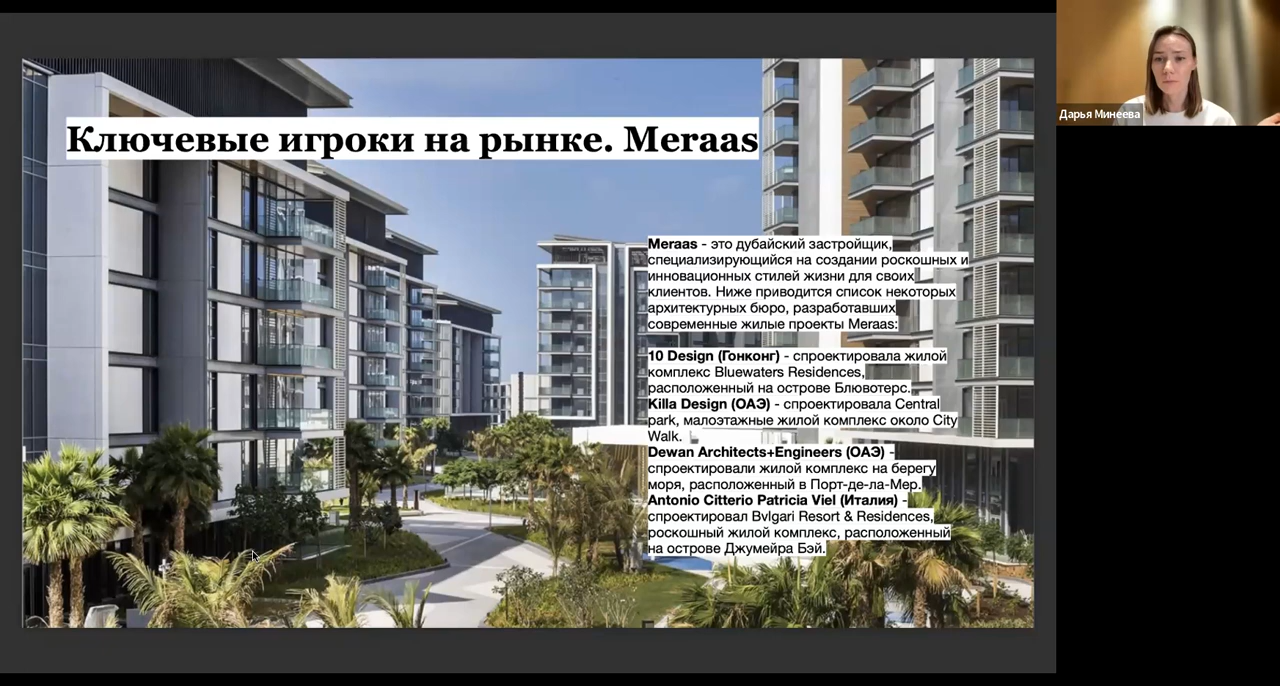 Ключевые игроки на рынке. Meraas
Дарья Минеева
Meraas - это дубайский застройщик,
специализирующийся на создании роскошных и
инновационных стилей жизни для своих
клиентов. Ниже приводится список некоторых
архитектурных бюро, разработавших
современные жилые проекты Meraas:
10 Design (Гонконг) - спроектировала жилой
комплекс Bluewaters Residences,
расположенный на острове Блювотерс.
Killa Design (ОАЭ) - спроектировала Central
park, малоэтажные жилой комплекс около City
Walk.
Dewan Architects+Engineers (ОАЭ) -
спроектировали жилой комплекс на берегу
моря, расположенный в Порт-де-ла-Мер.
Antonio Citterio Patricia Viel (Италия) -
спроектировал Bvlgari Resort & Residences,
роскошный жилой комплекс, расположенный
на острове Джумейра Бэй.